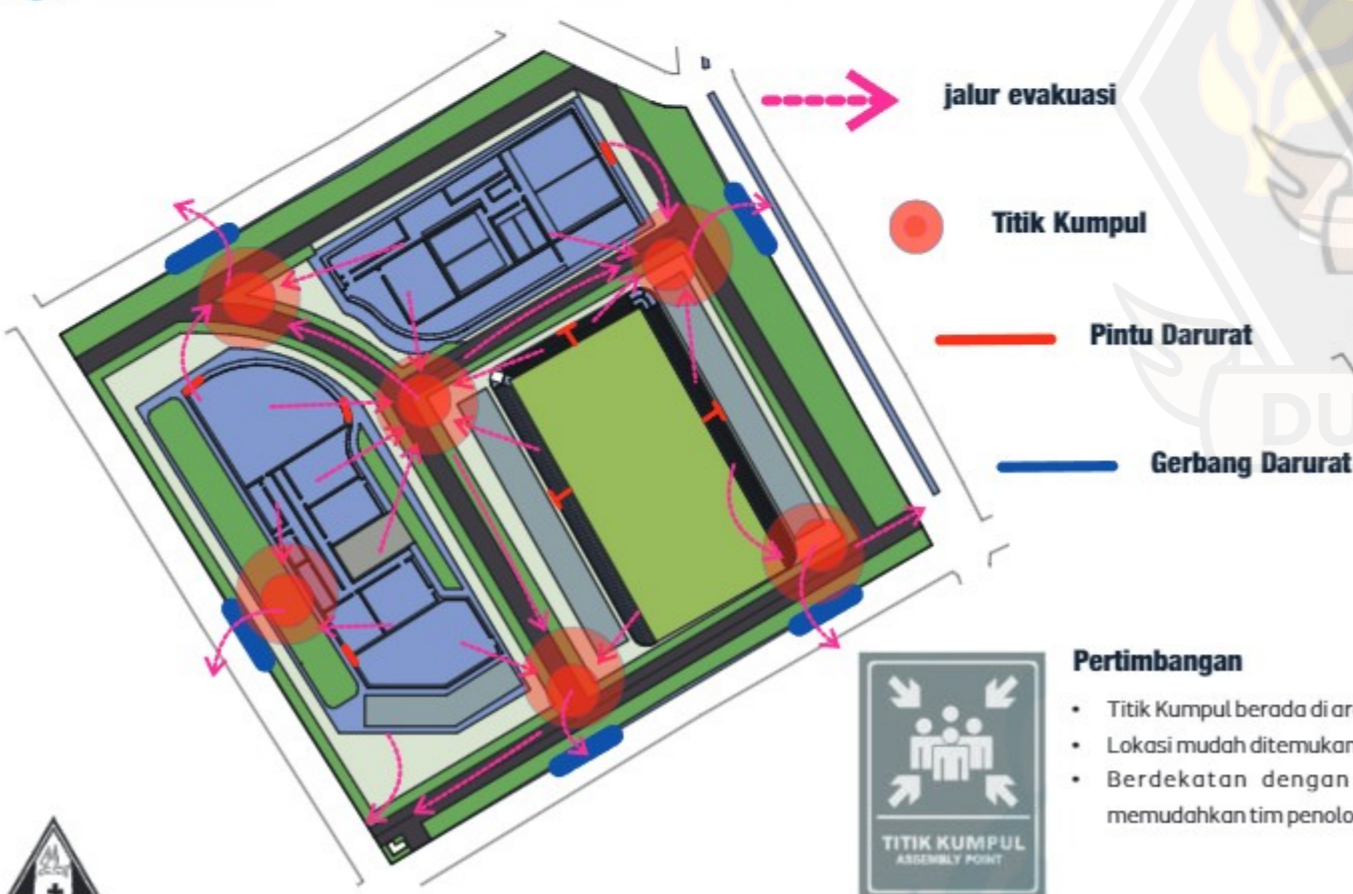 jalur evakuasi
Titik Kumpul
Pintu Darurat
DU
Gerbang Darurat
Pertimbangan
• Titik Kumpul berada di ar
• Lokasi mudah ditemukan
• Berdekatan dengan
memudahkan tim penolo
TITIK KUMPUL
ASSEMBLY POINT